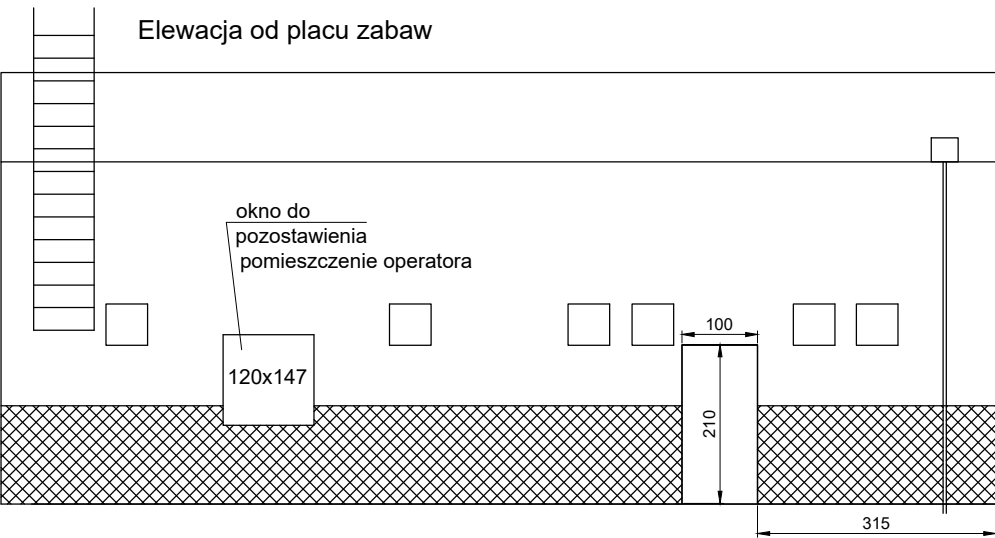 Elewacja od placu zabaw
okno do
pozostawienia
pomieszczenie operatora
100
120x147
210
315